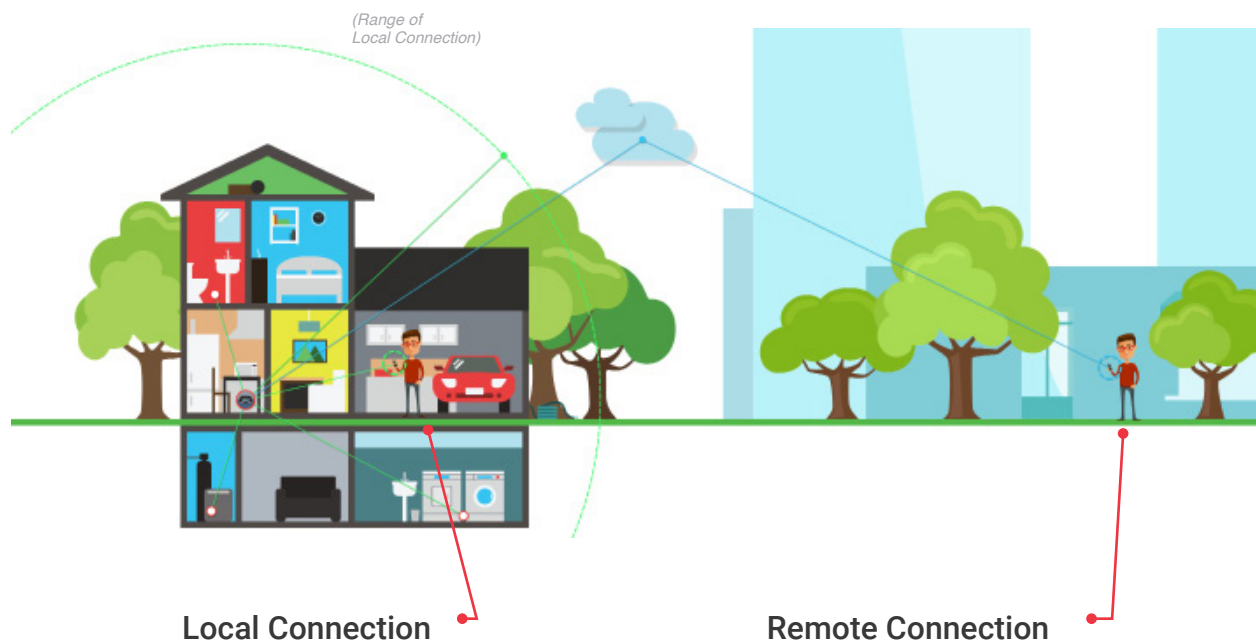 (Range of
Local Connection)
Local Connection
Remote Connection